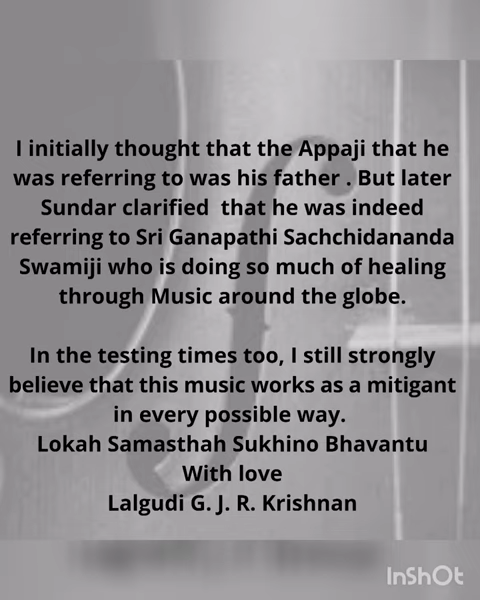 I initially thought that the Appaji that he
was referring to was his father . But later
Sundar clarified  that he was indeed
referring to Sri Ganapathi Sachchidananda
Swamiji who is doing so much of healing
through Music around the globe.
In the testing times too, I still strongly
believe that this music works as a mitigant
in every possible way.
Lokah Samasthah Sukhino Bhavantu
With love
Lalgudi G. J. R. Krishnan
InShOt